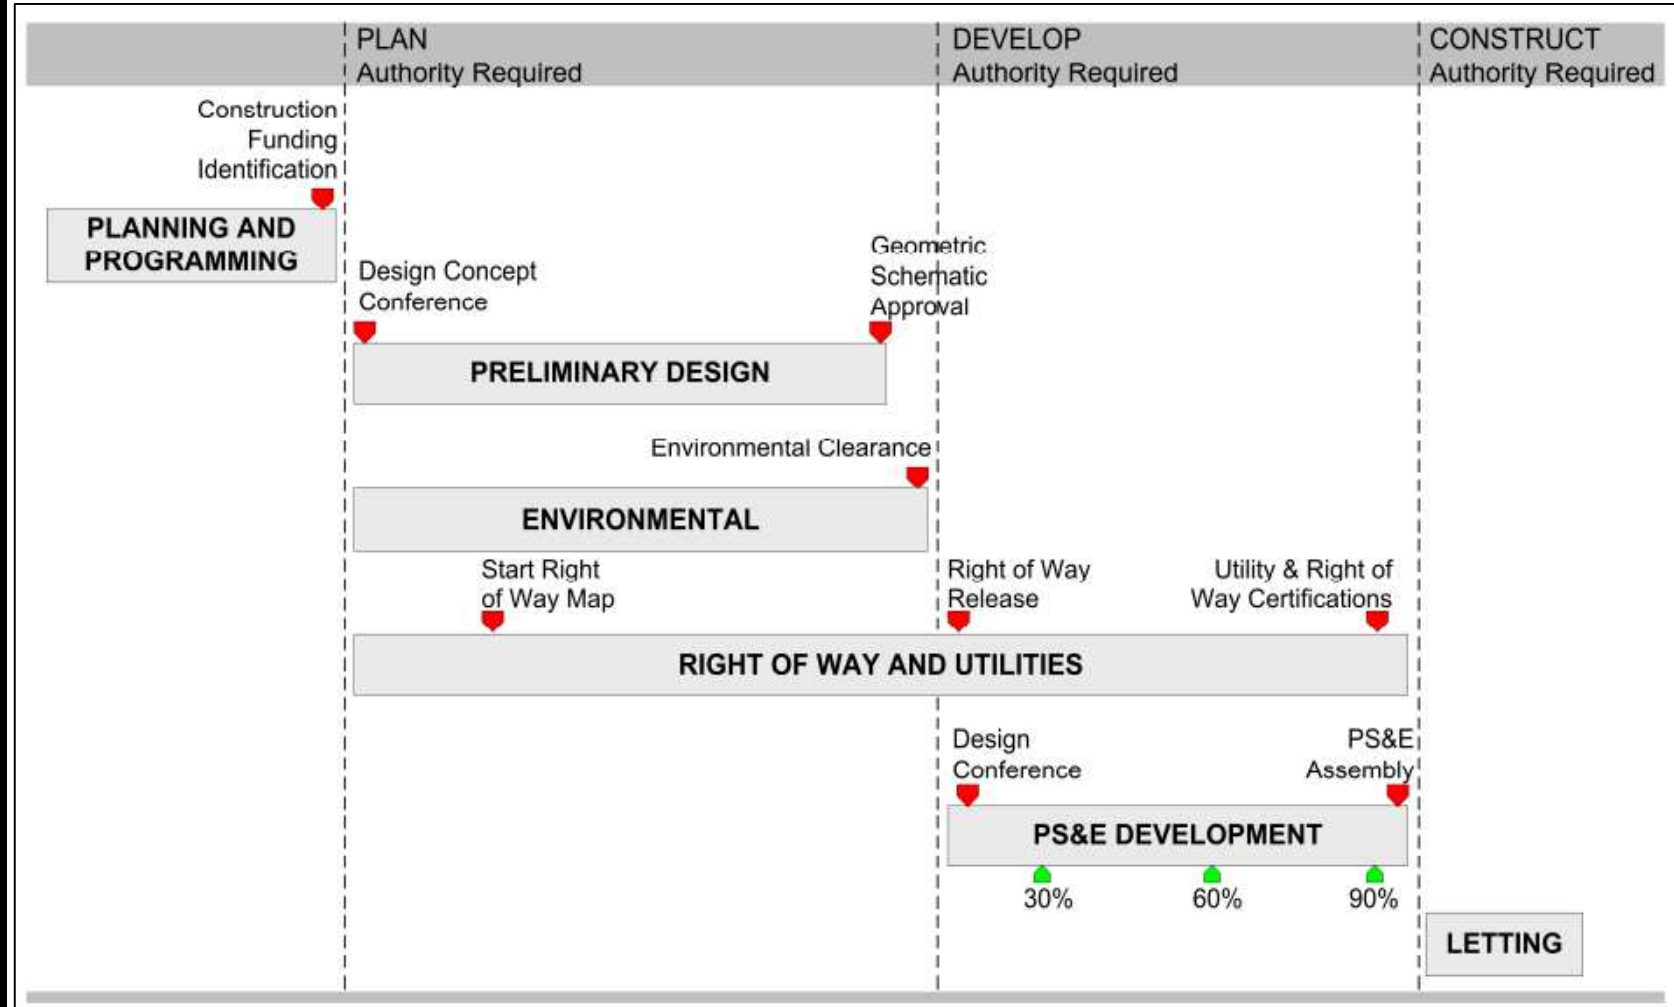 PLAN
Authority Required
DEVELOP
Authority Required
CONSTRUCT
Authority Required
Construction
Funding
Identification
PLANNING AND
PROGRAMMING
Design Concept
Conference
Geometric
Schematic
Approval
PRELIMINARY DESIGN
Environmental Clearance
ENVIRONMENTAL
Start Right
of Way Map
Right of Way
Release
Utility & Right of
Way Certifications
RIGHT OF WAY AND UTILITIES
Design
Conference
PS&E
Assembly
PS&E DEVELOPMENT
30%
60%
90%
LETTING